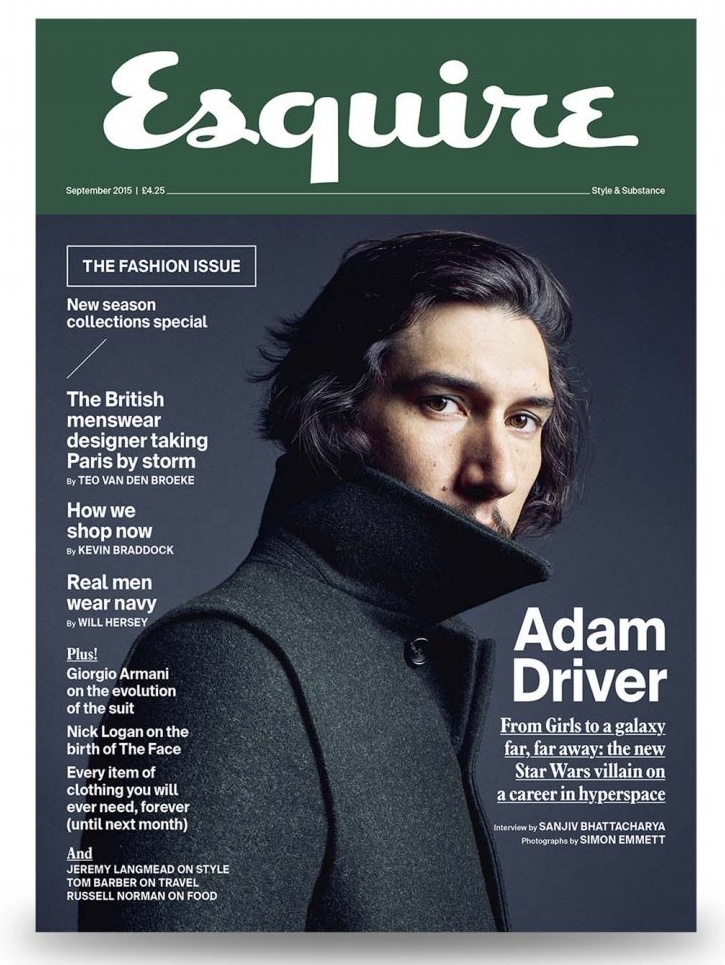 Esquire
September 2015 | £4.25
Style & Substance
THE FASHION ISSUE
New season
collections special
The British
menswear
designer taking
Paris by storm
By TEO VAN DEN BROEKE
How we
shop now
By KEVIN BRADDOCK
Real men
wear navy
By WILL HERSEY
Plus!
Giorgio Armani
on the evolution
of the suit
Nick Logan on the
birth of The Face
Every item of
clothing you will
ever need, forever
(until next month)
And
JEREMY LANGMEAD ON STYLE
TOM BARBER ON TRAVEL
RUSSELL NORMAN ON FOOD
Adam
Driver
From Girls to a galaxy
far, far away: the new
Star Wars villain on
a career in hyperspace
Interview by SANJIV BHATTACHARYA
Photographs by SIMON EMMETT